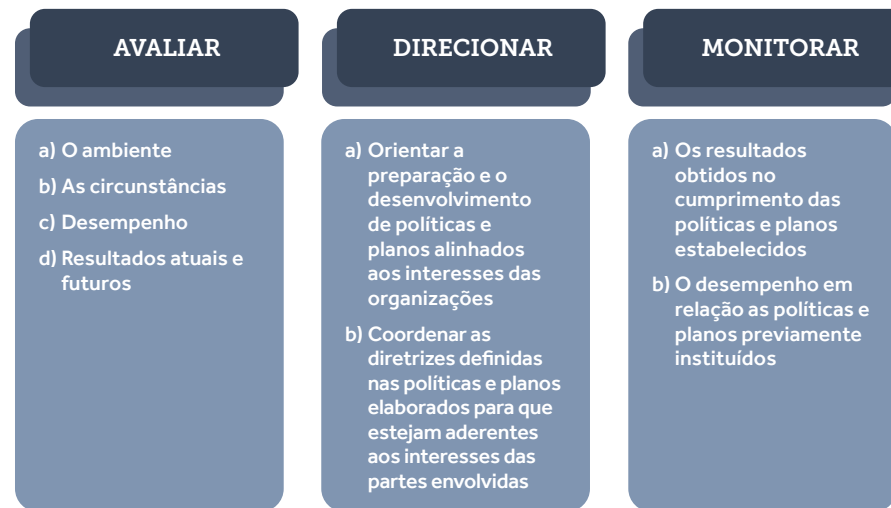 AVALIAR
a) O ambiente
b) As circunstâncias
c) Desempenho
d) Resultados atuais e
futuros
DIRECIONAR
a) Orientar a
preparação e o
desenvolvimento
de políticas e
planos alinhados
aos interesses das
organizações
b) Coordenar as
diretrizes definidas
nas políticas e planos
elaborados para que
estejam aderentes
aos interesses das
partes envolvidas
MONITORAR
a) Os resultados
obtidos no
cumprimento das
políticas e planos
estabelecidos
b) O desempenho em
relação as políticas e
planos previamente
instituídos